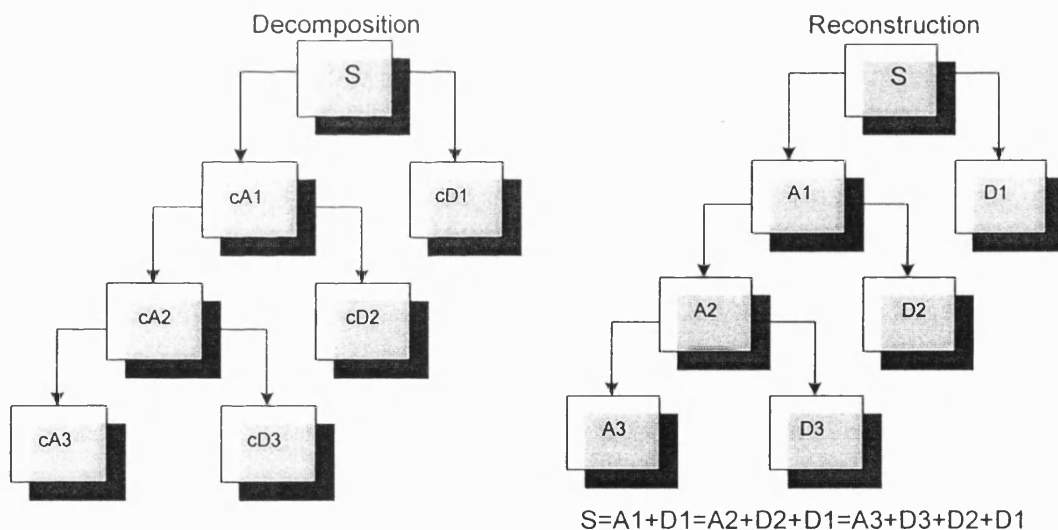 Decomposition
S
cA1
cD1
cA2
cD2
cA3
cD3
Reconstruction
S
A1
D1
A2
D2
A3
D3
S=A1+D1=A2+D2+D1=A3+D3+D2+D1